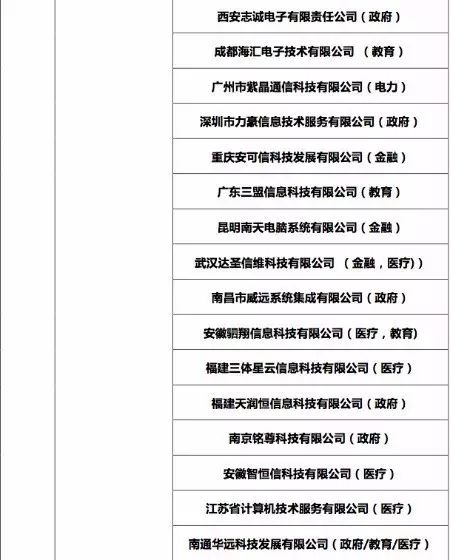 西安志诚电子有限责任公司（政府）
成都海汇电子技术有限公司 （教育）
广州市紫晶通信科技有限公司（电力）
深圳市力豪信息技术服务有限公司（政府）
重庆安可信科技发展有限公司（金融）
广东三盟信息科技有限公司（教育）
昆明南天电脑系统有限公司（金融）
武汉达圣信维科技有限公司 （金融，医疗)）
南昌市威远系统集成有限公司（政府）
安徽驷翔信息科技有限公司（医疗，教育)
福建三体星云信息科技有限公司（医疗）
福建天润恒信息科技有限公司（政府）
南京铭尊科技有限公司（政府）
安徽智恒信科技有限公司（医疗）
江苏省计算机技术服务有限公司（医疗）
南通华远科技发展有限公司（政府/教育/医疗）